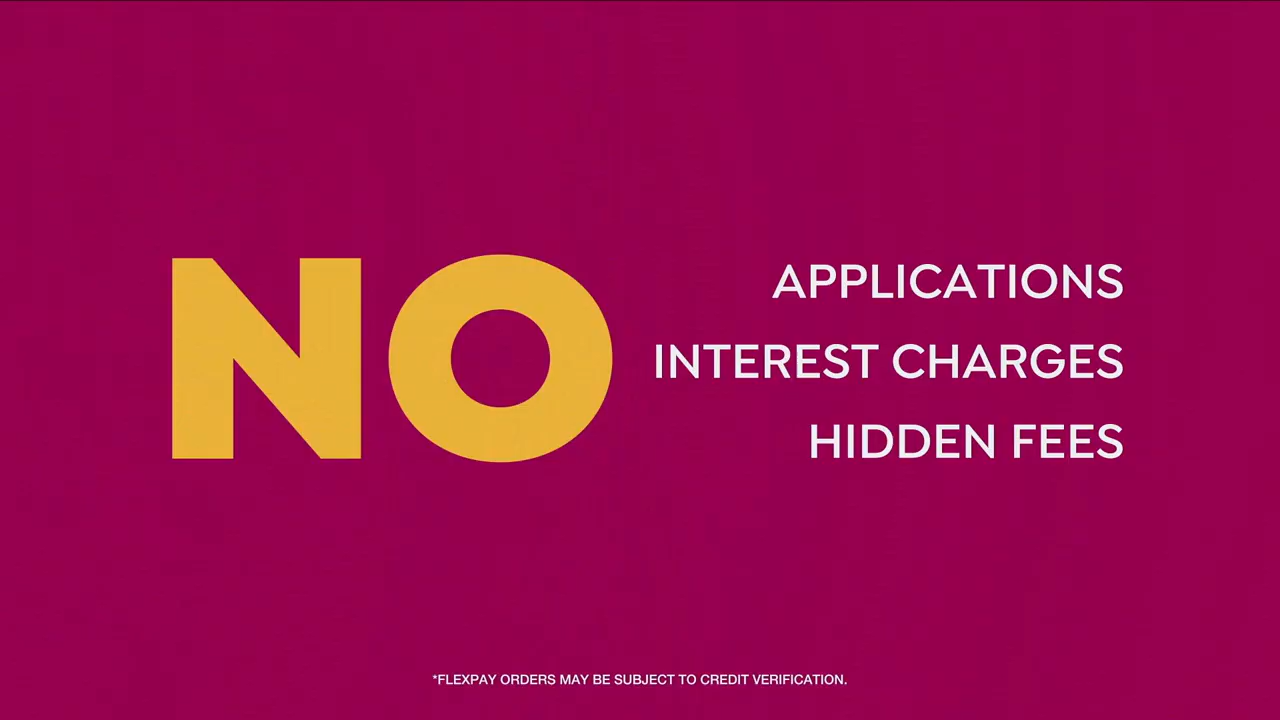 NO
APPLICATIONS
INTEREST CHARGES
HIDDEN FEES
*FLEXPAY ORDERS MAY BE SUBJECT TO CREDIT VERIFICATION.